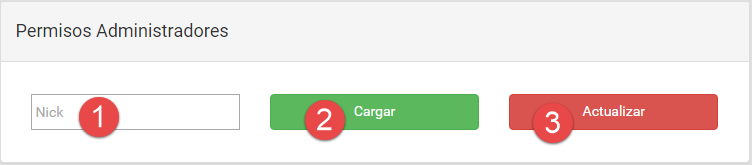 Permisos Administradores
Nick 1 2 Cargar 3 Actualizar